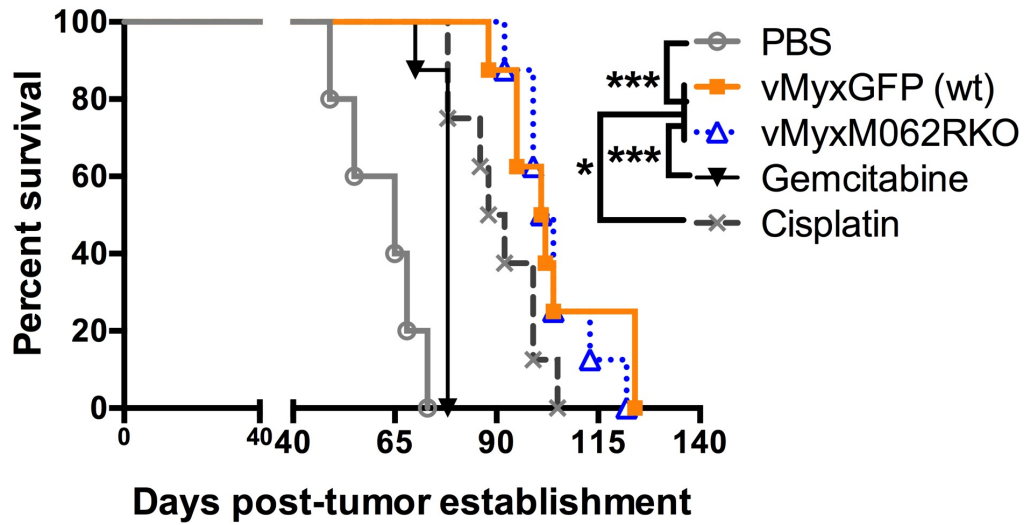 100
80
60
40
20
0
0
40
40
65
90
115
140
Percent survival
Days post-tumor establishment
PBS
vMyxGFP (wt)
vMyxM062RKO
Gemcitabine
Cisplatin
***
***
*